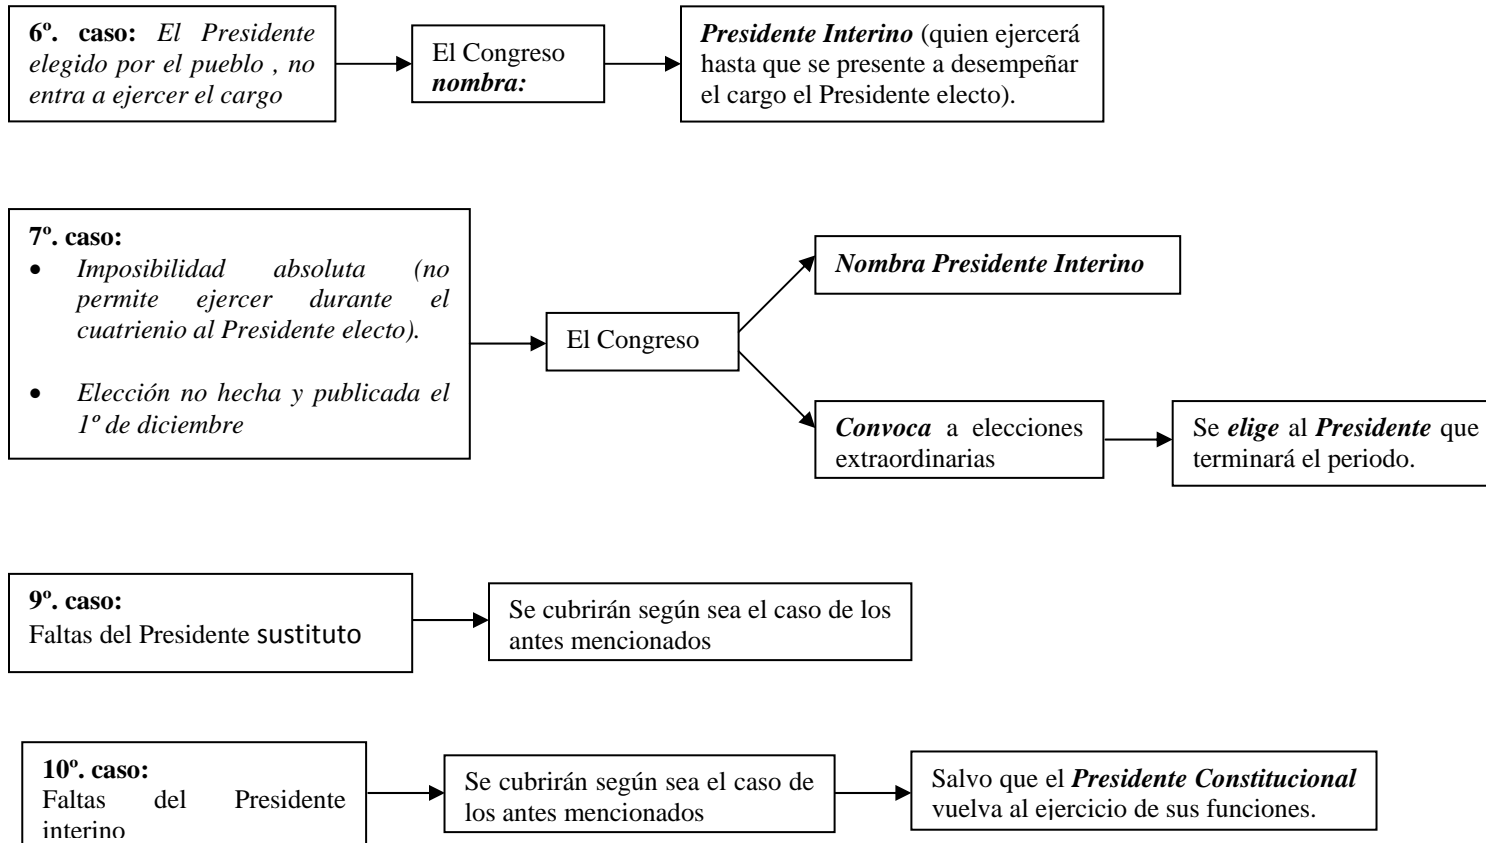 6º. caso: El Presidente
elegido por el pueblo , no
entra a ejercer el cargo
El Congreso
nombra:
Presidente Interino (quien ejercerá
hasta que se presente a desempeñar
el cargo el Presidente electo).
7º. caso:
• Imposibilidad absoluta (no
permite ejercer durante el
cuatrienio al Presidente electo).
• Elección no hecha y publicada el
1º de diciembre
El Congreso
Nombra Presidente Interino
Convoca a elecciones
extraordinarias
Se elige al Presidente que
terminará el periodo.
9º. caso:
Faltas del Presidente sustituto
Se cubrirán según sea el caso de los
antes mencionados
10º. caso:
Faltas del Presidente
interino
Se cubrirán según sea el caso de
los antes mencionados
Salvo que el Presidente Constitucional
vuelva al ejercicio de sus funciones.